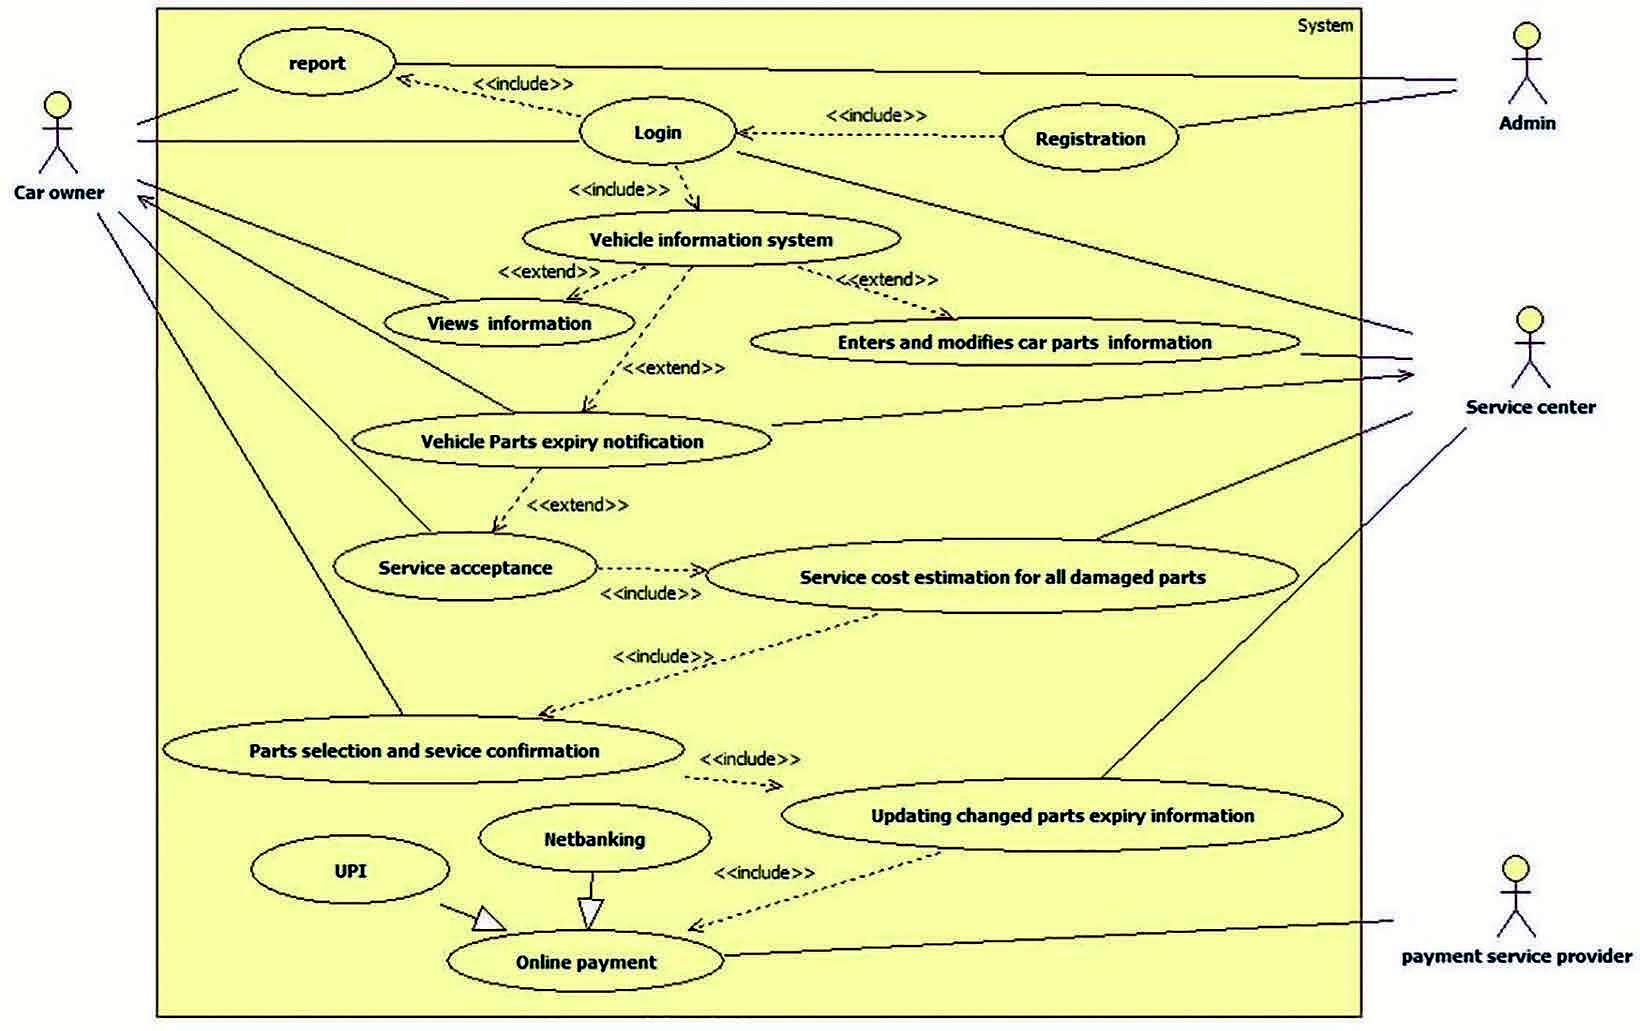 System
report
<<include>>
Login
<<include>>
Registration
Admin
Car owner
<<include>>
Vehicle information system
<<extend>>
<<extend>>
Views information
Enters and modifies car parts information
<<extend>>
Service center
Vehicle Parts expiry notification
<<extend>>
Service acceptance
<<include>>
Service cost estimation for all damaged parts
<<include>>
Parts selection and sevice confirmation
<<include>>
Updating changed parts expiry information
Netbanking
UPI
<<include>>
Online payment
payment service provider